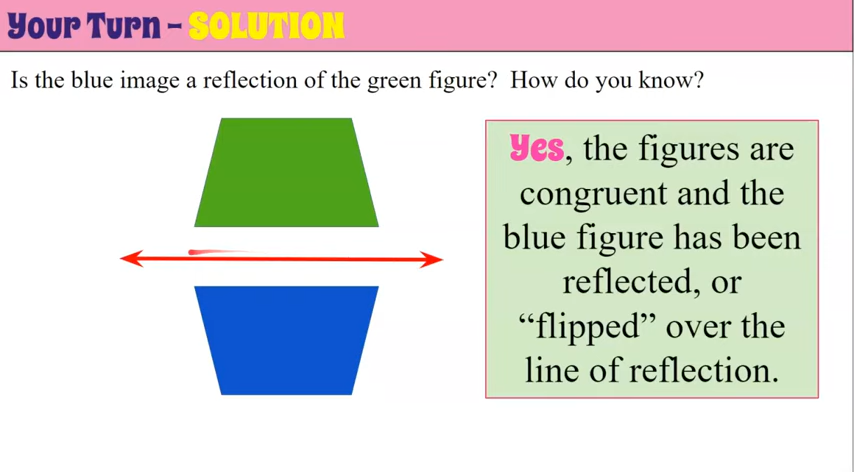 Your Turn – SOLUTION
Is the blue image a reflection of the green figure? How do you know?
Yes, the figures are
congruent and the
blue figure has been
reflected, or
“flipped” over the
line of reflection.